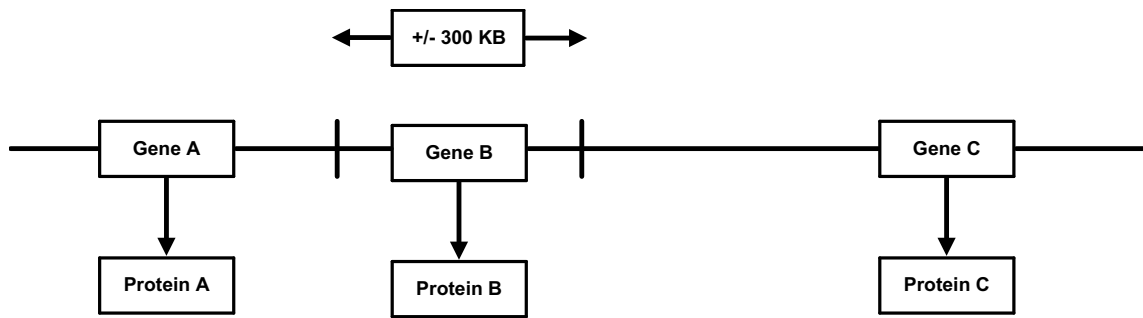 +/- 300 KB
Gene A
Gene B
Gene C
Protein A
Protein B
Protein C